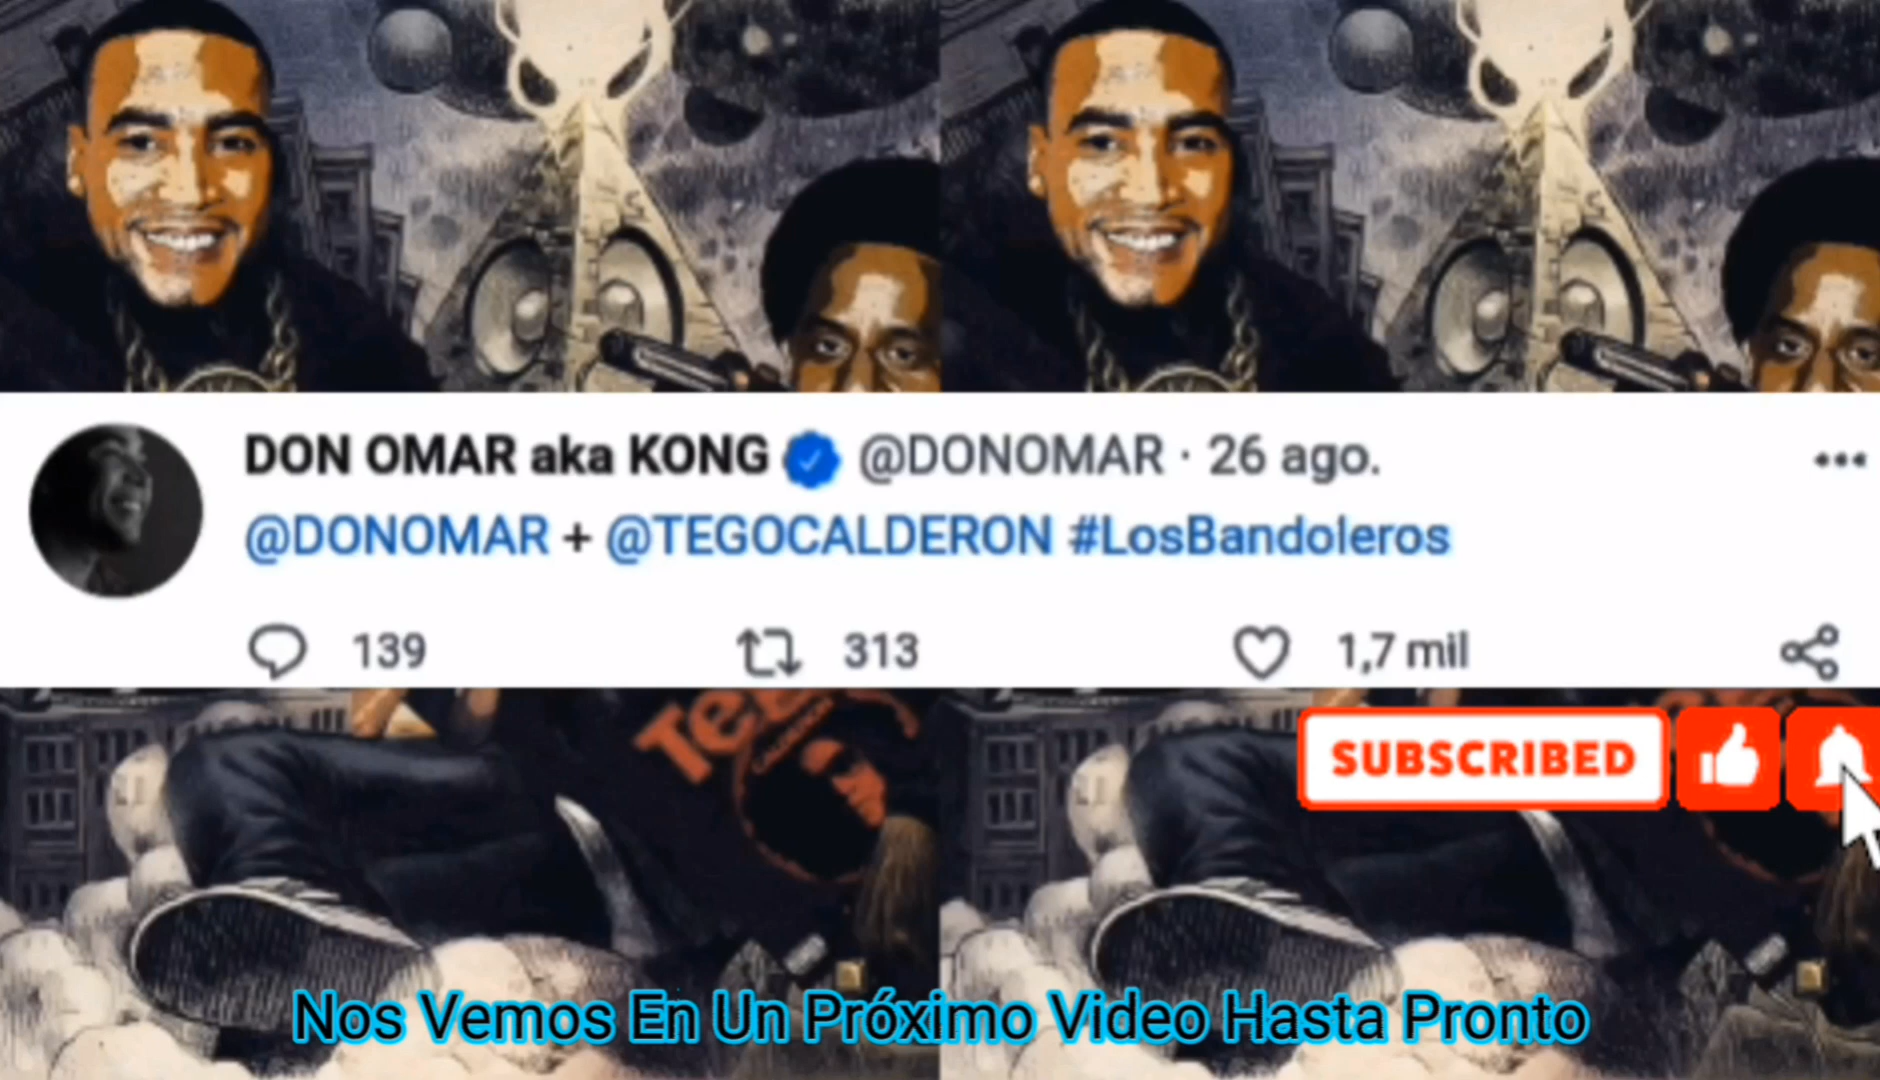 DON OMAR aka KONG @DONOMAR · 26 ago.
@DONOMAR + @TEGOCALDERON #LosBandoleros
139 313 1,7 mil
SUBSCRIBED
Nos Vemos En Un Próximo Video Hasta Pronto